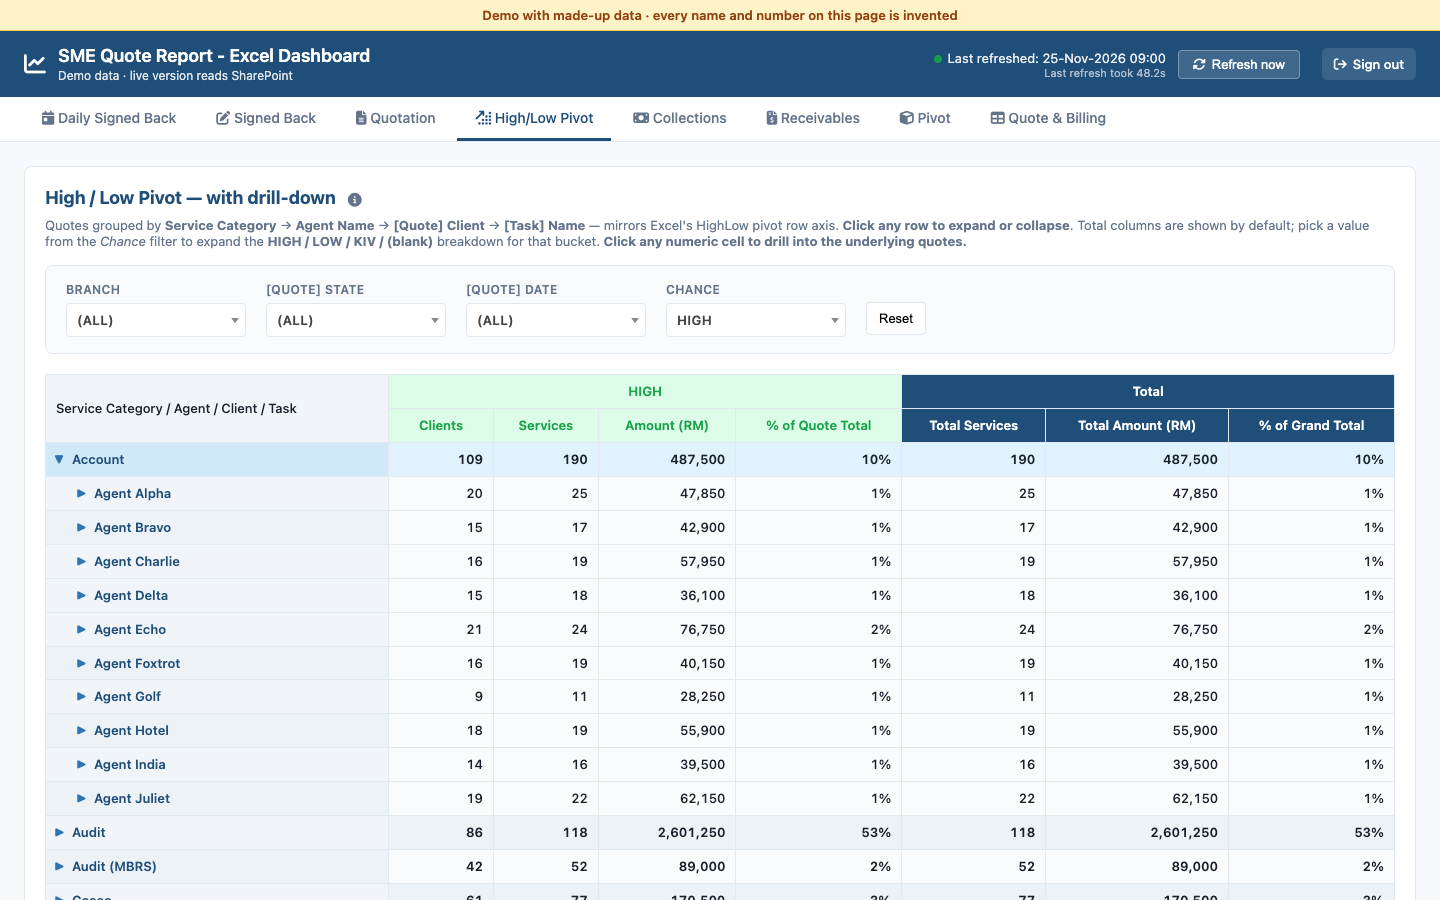 Demo with made-up data · every name and number on this page is invented
SME Quote Report - Excel Dashboard
Demo data · live version reads SharePoint
Last refreshed: 25-Nov-2026 09:00
Last refresh took 48.2s
Refresh now
Sign out
Daily Signed Back Signed Back Quotation High/Low Pivot Collections Receivables Pivot Quote & Billing
High / Low Pivot — with drill-down
Quotes grouped by Service Category → Agent Name → [Quote] Client → [Task] Name — mirrors Excel's HighLow pivot row axis. Click any row to expand or collapse. Total columns are shown by default; pick a value
from the Chance filter to expand the HIGH / LOW / KIV / (blank) breakdown for that bucket. Click any numeric cell to drill into the underlying quotes.
BRANCH [QUOTE] STATE [QUOTE] DATE CHANCE
(ALL) (ALL) (ALL) HIGH Reset
Service Category / Agent / Client / Task
HIGH Total
Clients Services Amount (RM) % of Quote Total Total Services Total Amount (RM) % of Grand Total
Account 109 190 487,500 10% 190 487,500 10%
Agent Alpha 20 25 47,850 1% 25 47,850 1%
Agent Bravo 15 17 42,900 1% 17 42,900 1%
Agent Charlie 16 19 57,950 1% 19 57,950 1%
Agent Delta 15 18 36,100 1% 18 36,100 1%
Agent Echo 21 24 76,750 2% 24 76,750 2%
Agent Foxtrot 16 19 40,150 1% 19 40,150 1%
Agent Golf 9 11 28,250 1% 11 28,250 1%
Agent Hotel 18 19 55,900 1% 19 55,900 1%
Agent India 14 16 39,500 1% 16 39,500 1%
Agent Juliet 19 22 62,150 1% 22 62,150 1%
Audit 86 118 2,601,250 53% 118 2,601,250 53%
Audit (MBRS) 42 52 89,000 2% 52 89,000 2%